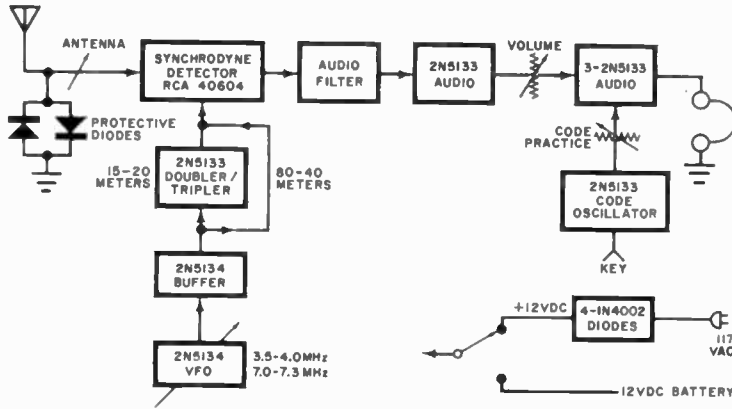 ANTENNA
SYNCHRODYNE
DETECTOR
RCA 40604
AUDIO
FILTER
2N5133
AUDIO
VOLUME
3-2N5133
AUDIO
PROTECTIVE
DIODES
CODE
PRACTICE
15-20
METERS
2N5133
DOUBLER/
TRIPLER
80-40
METERS
2N5133
CODE
OSCILLATOR
KEY
2N5134
BUFFER
+12VDC
4-1N4002
DIODES
117
VAC
2N5134
VFO
3.5-4.0MHz
7.0-7.3MHz
12VDC BATTERY